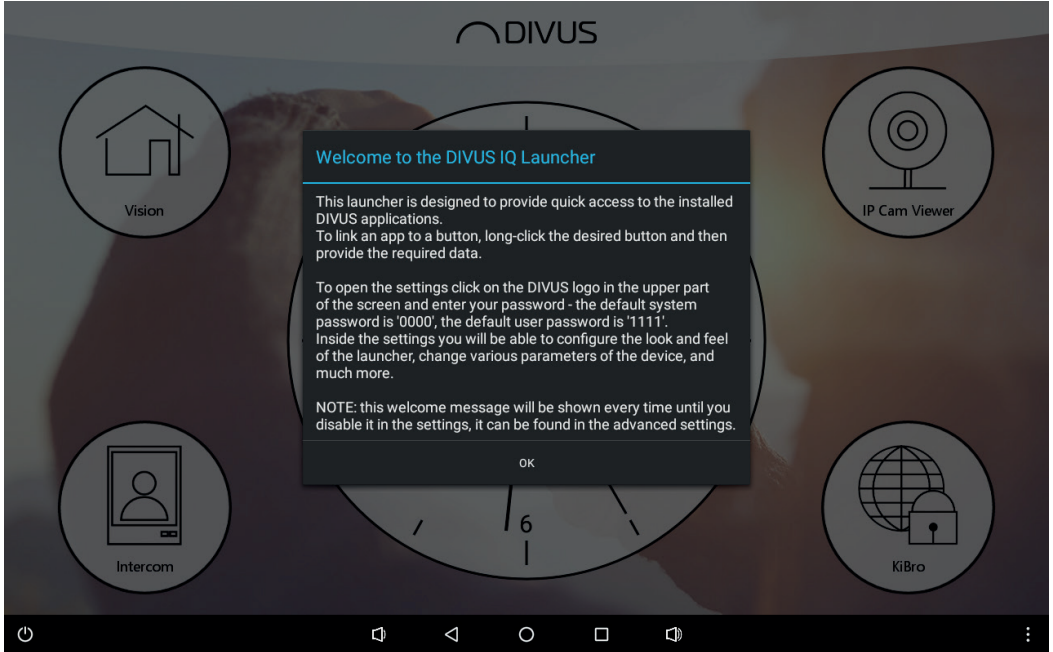 DIVUS
Welcome to the DIVUS IQ Launcher
This launcher is designed to provide quick access to the installed
DIVUS applications.
To link an app to a button, long-click the desired button and then
provide the required data.
To open the settings click on the DIVUS logo in the upper part
of the screen and enter your password - the default system
password is '0000', the default user password is '1111'.
Inside the settings you will be able to configure the look and feel
of the launcher, change various parameters of the device, and
much more.
NOTE: this welcome message will be shown every time until you
disable it in the settings, it can be found in the advanced settings.
OK
Vision
IP Cam Viewer
6
Intercom
KiBro